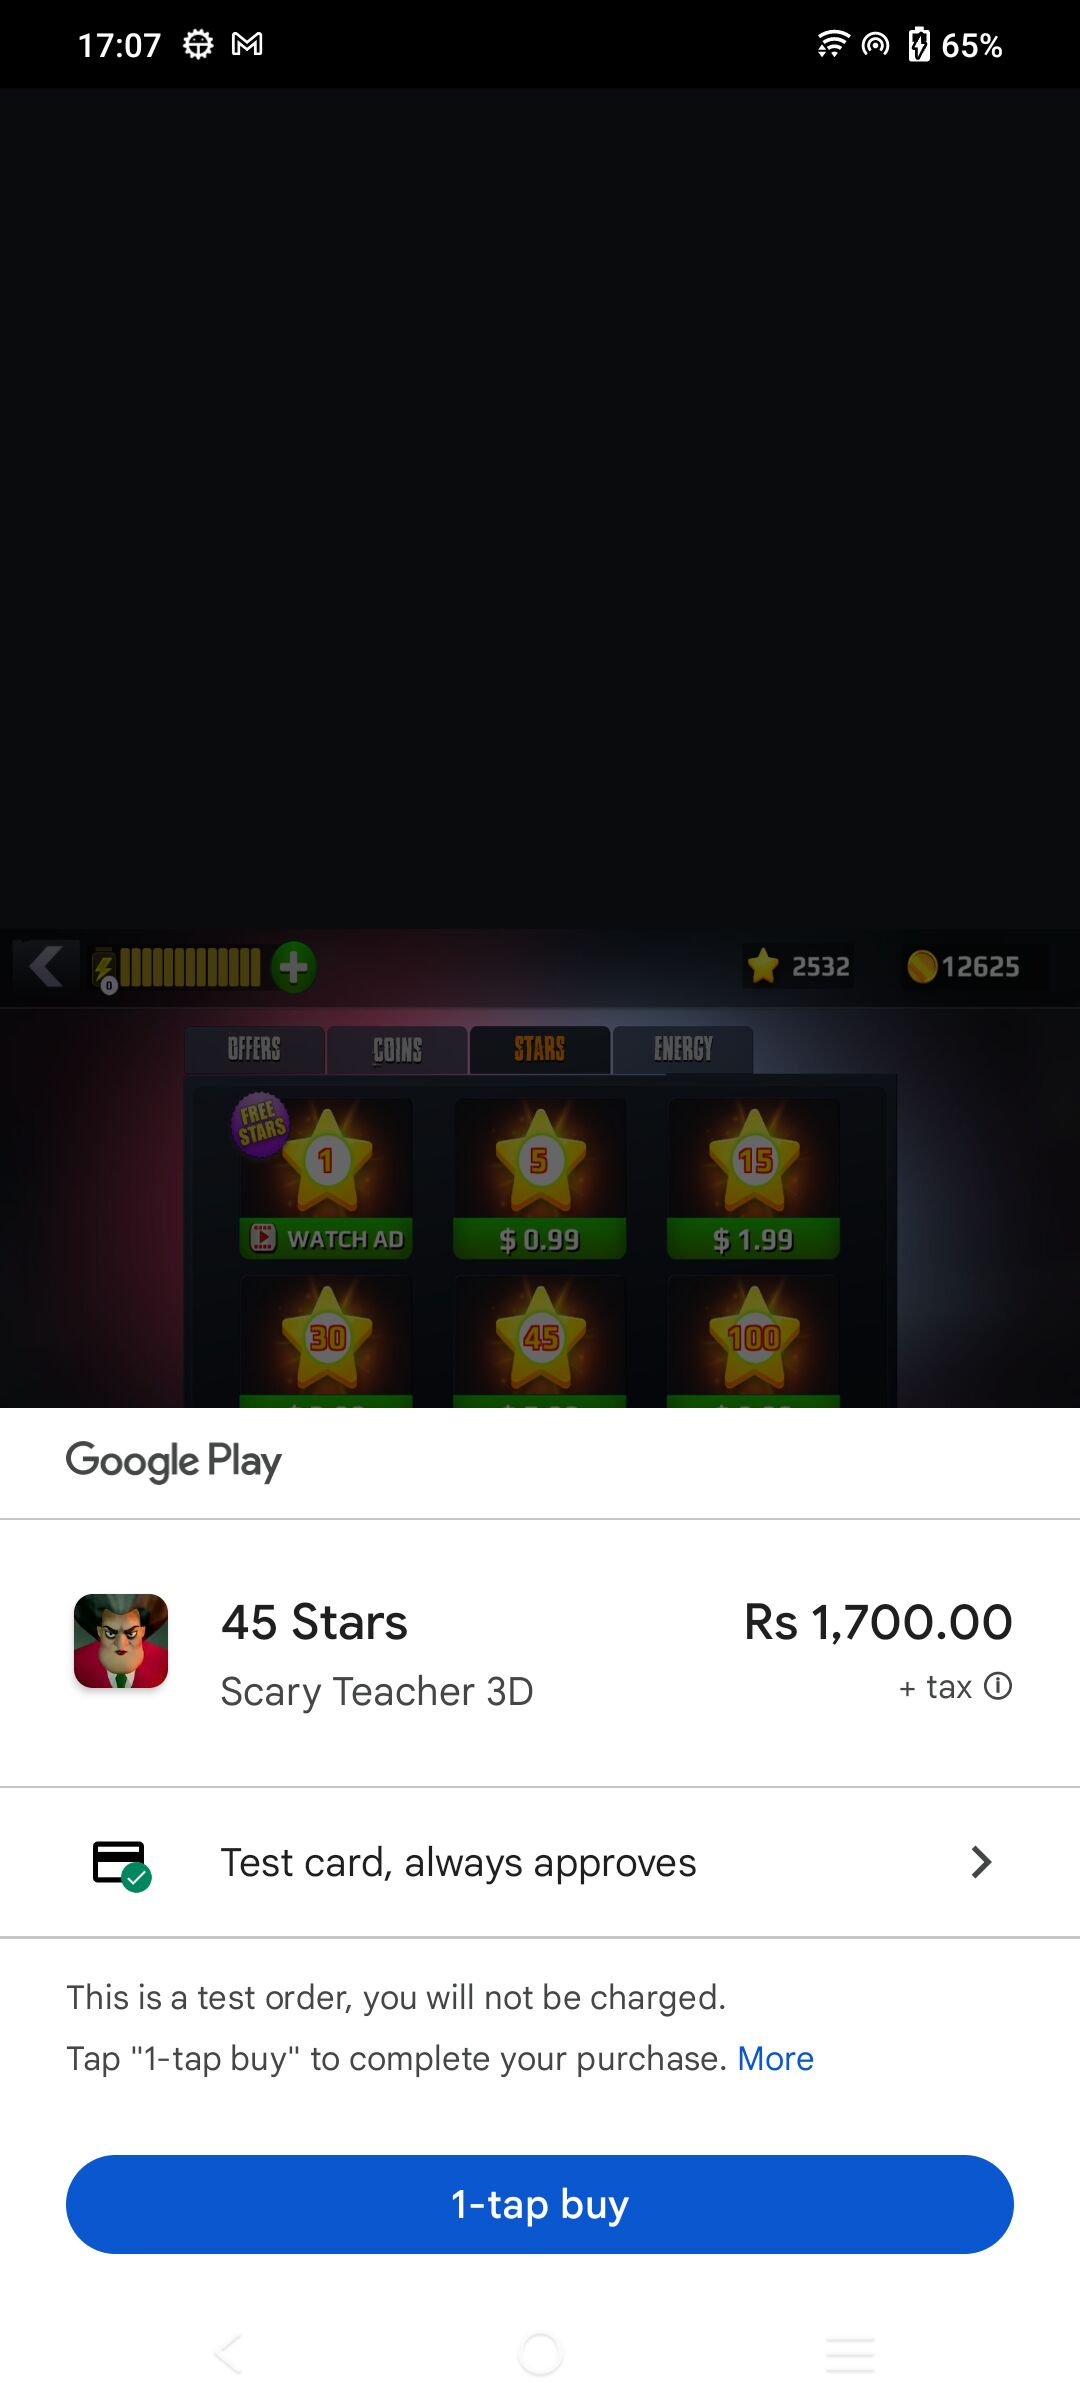 17:07 65%
0 2532 12625
OFFERS COINS STARS ENERGY
FREE STARS
1 5 15
WATCH AD $ 0.99 $ 1.99
30 45 100
Google Play
45 Stars Rs 1,700.00
Scary Teacher 3D + tax
Test card, always approves
This is a test order, you will not be charged.
Tap "1-tap buy" to complete your purchase. More
1-tap buy